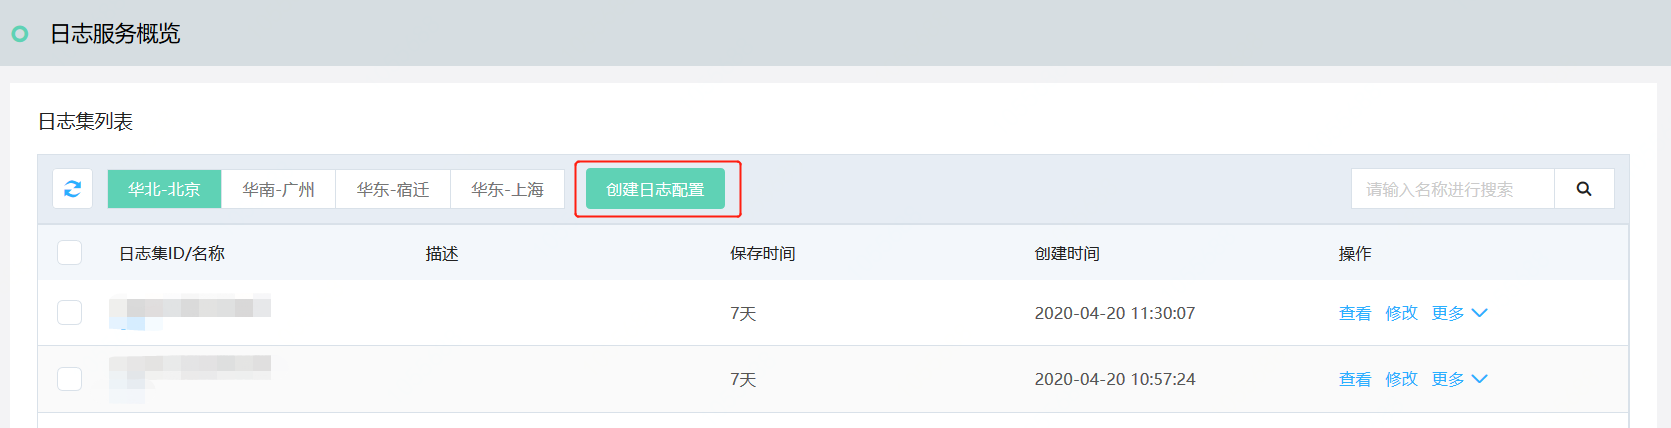 日志服务概览
日志集列表
华北-北京 华南-广州 华东-宿迁 华东-上海 创建日志配置 请输入名称进行搜索
日志集ID/名称 描述 保存时间 创建时间 操作
7天 2020-04-20 11:30:07 查看 修改 更多
7天 2020-04-20 10:57:24 查看 修改 更多